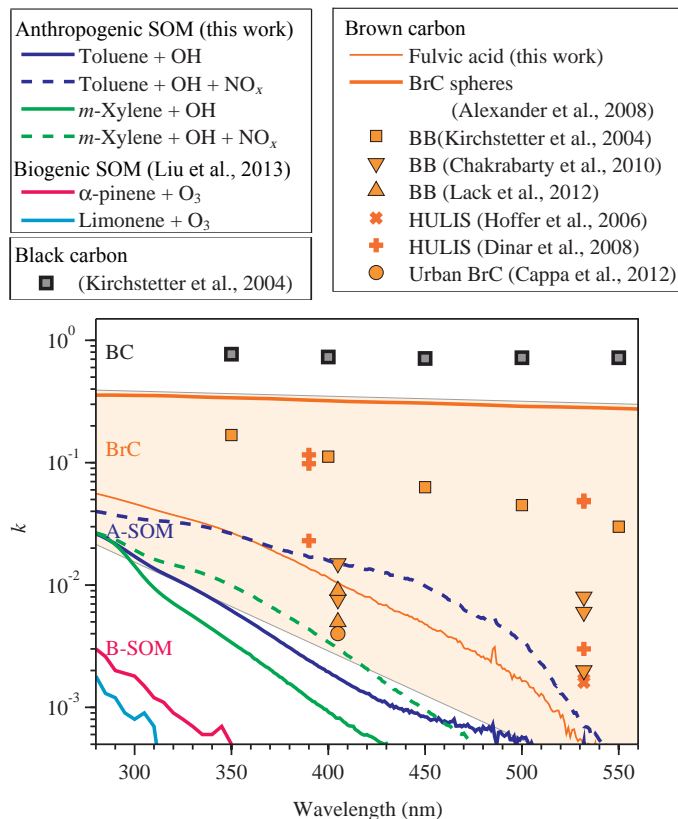 Anthropogenic SOM (this work)
Toluene + OH
Toluene + OH + NOx
m-Xylene + OH
m-Xylene + OH + NOx
Biogenic SOM (Liu et al., 2013)
α-pinene + O3
Limonene + O3
Black carbon
(Kirchstetter et al., 2004)
Brown carbon
Fulvic acid (this work)
BrC spheres
(Alexander et al., 2008)
BB(Kirchstetter et al., 2004)
BB (Chakrabarty et al., 2010)
BB (Lack et al., 2012)
HULIS (Hoffer et al., 2006)
HULIS (Dinar et al., 2008)
Urban BrC (Cappa et al., 2012)
10^0
BC
BrC
10^-1
k
A-SOM
10^-2
B-SOM
10^-3
300 350 400 450 500 550
Wavelength (nm)